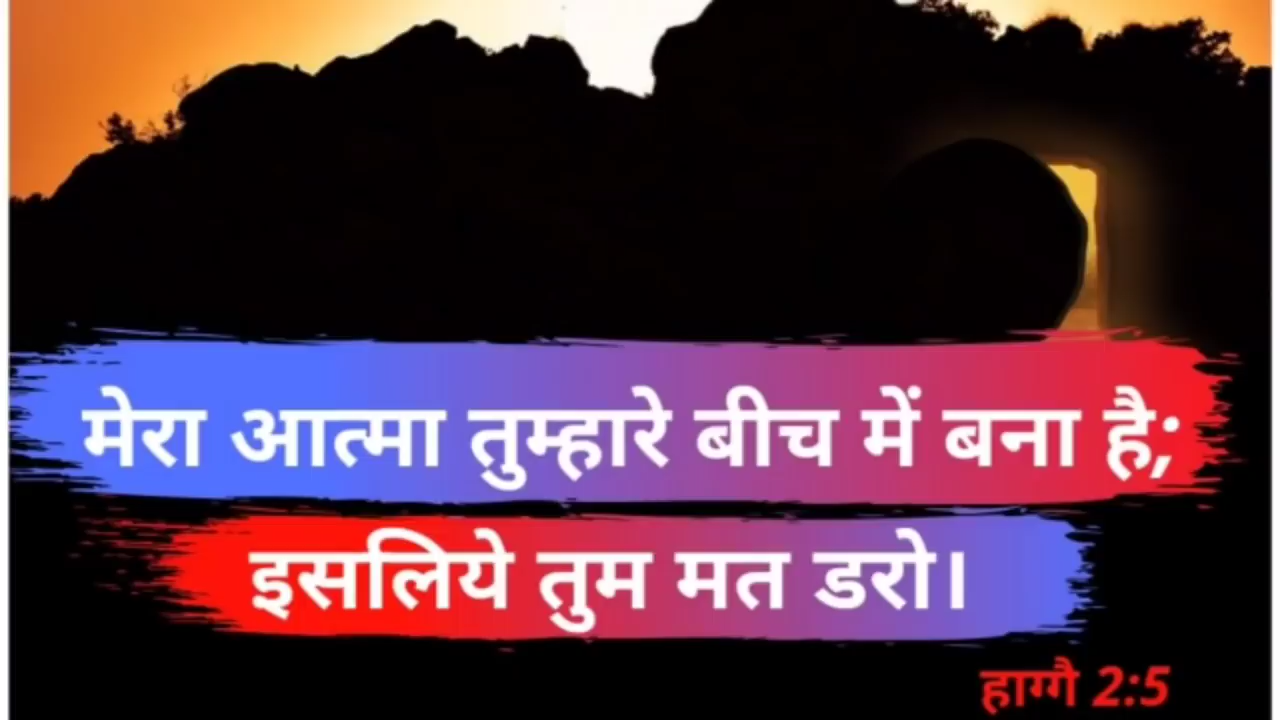 मेरा आत्मा तुम्हारे बीच में बना है;
इसलिये तुम मत डरो।
हाग्गै 2:5